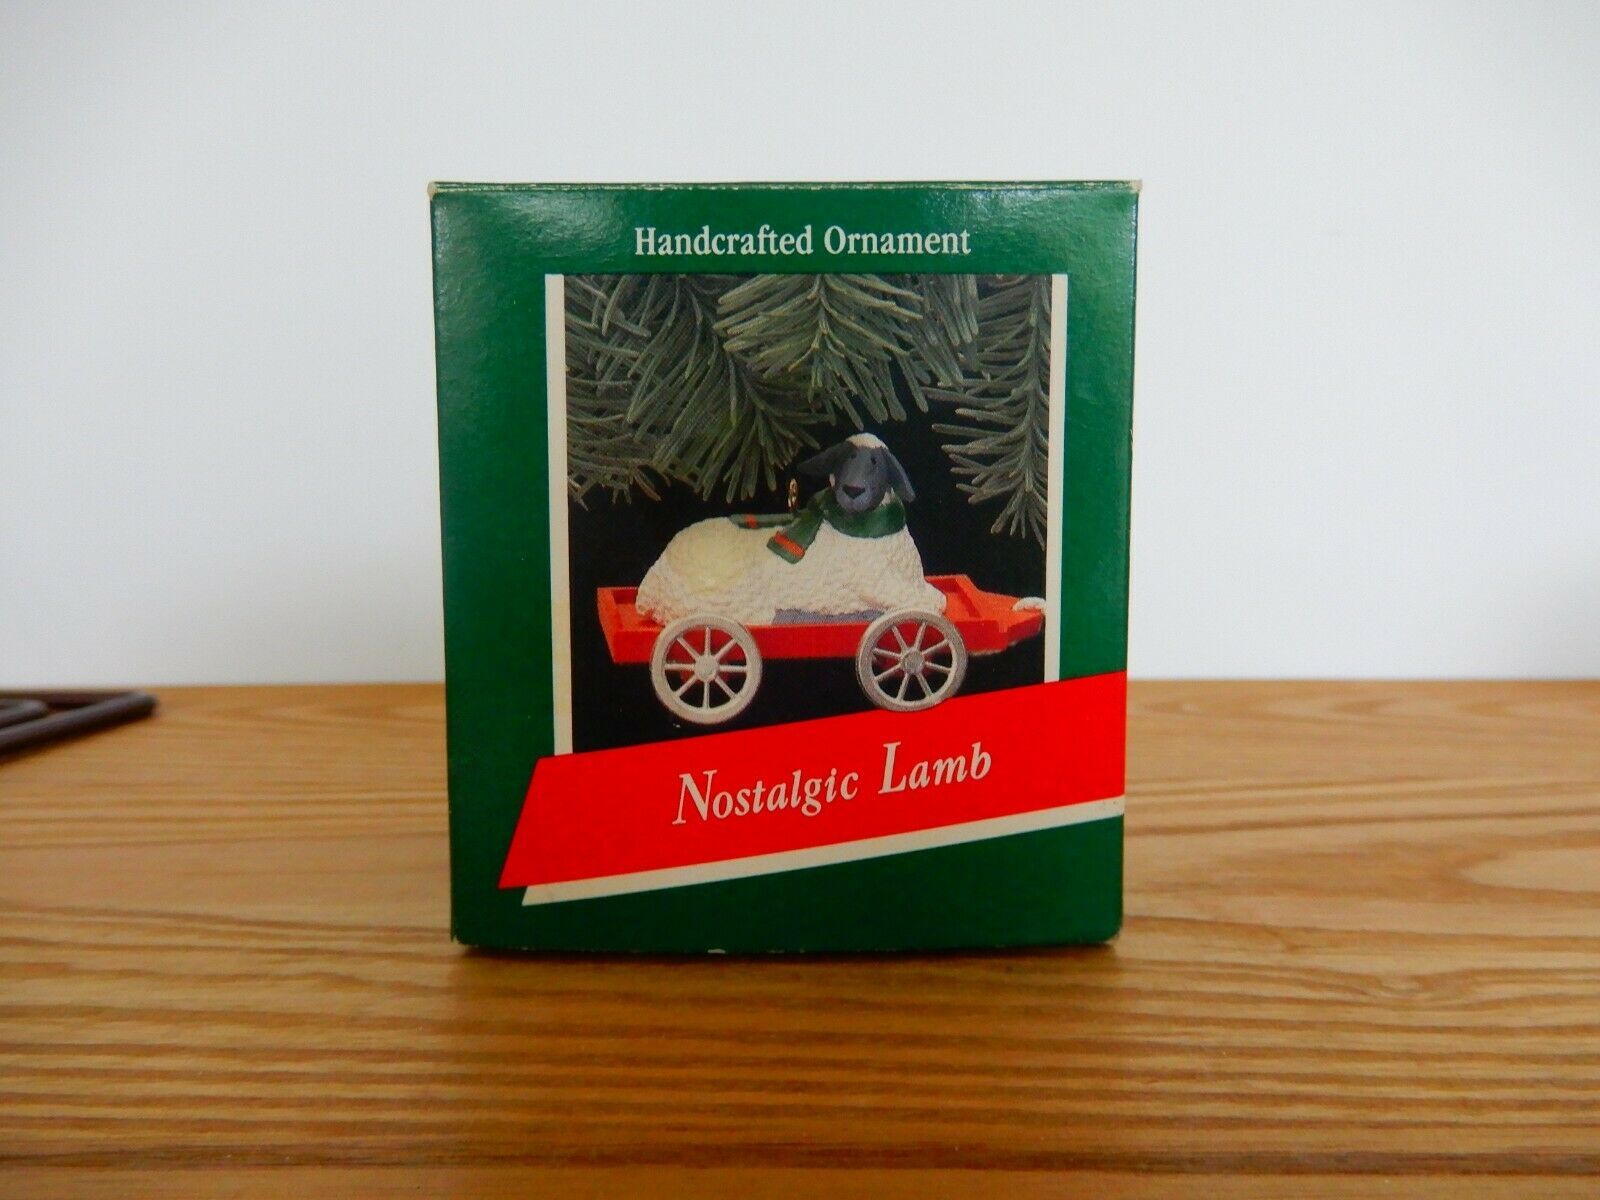 Handcrafted Ornament
Nostalgic Lamb